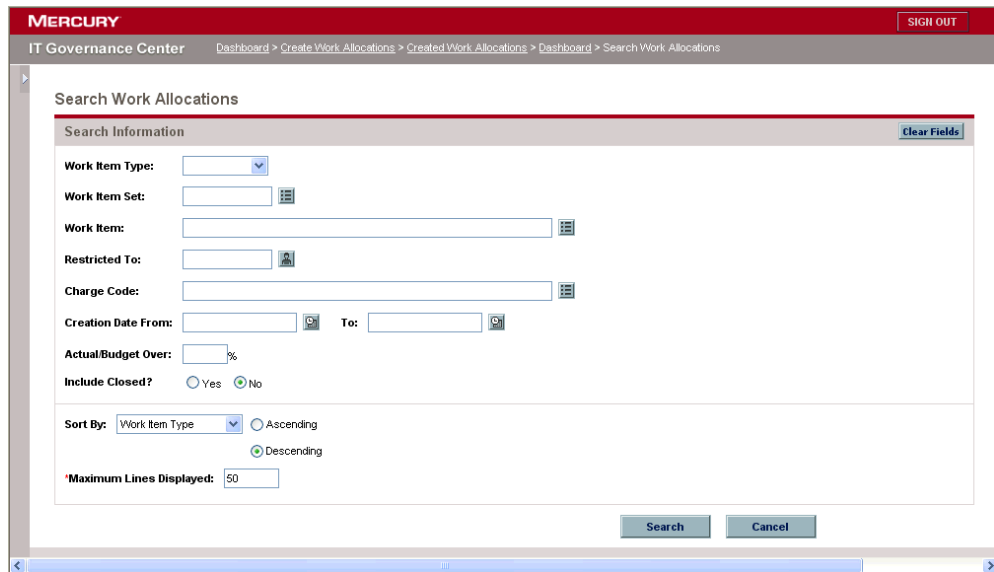 MERCURY
SIGN OUT
IT Governance Center
Dashboard > Create Work Allocations > Created Work Allocations > Dashboard > Search Work Allocations
Search Work Allocations
Search Information
Clear Fields
Work Item Type:
Work Item Set:
Work Item:
Restricted To:
Charge Code:
Creation Date From: To:
Actual/Budget Over: %
Include Closed? Yes No
Sort By: Work Item Type Ascending
Descending
*Maximum Lines Displayed: 50
Search Cancel